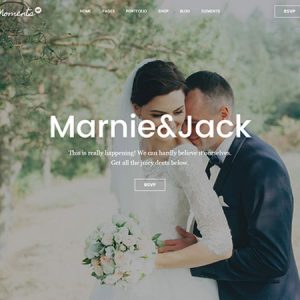 Moments
HOME PAGES PORTFOLIO SHOP BLOG ELEMENTS
RSVP
Marnie&Jack
This is really happening! We can hardly believe it ourselves.
Get all the juicy deets below.
RSVP